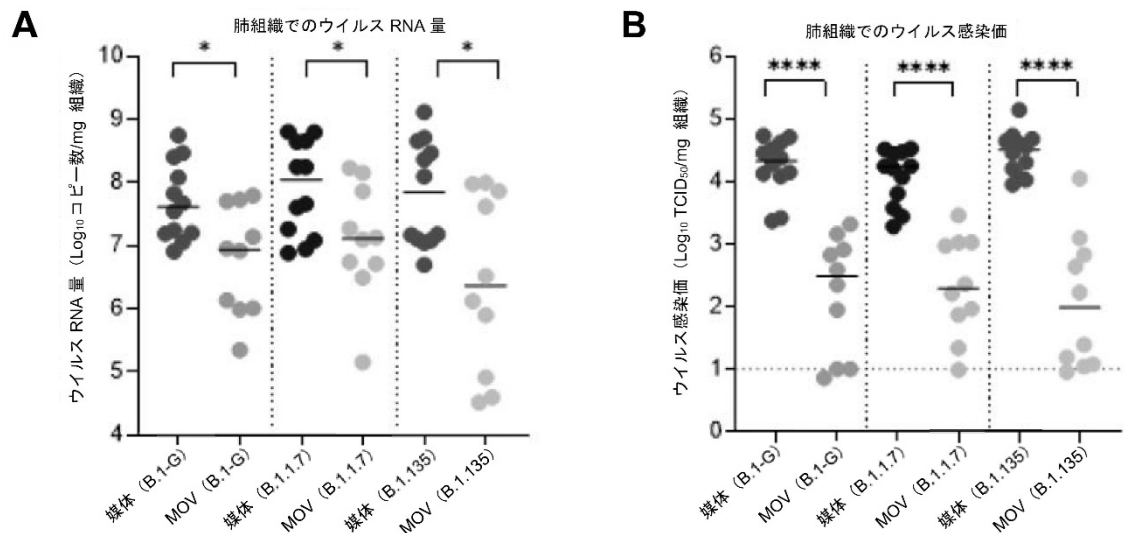 A
肺組織でのウイルス RNA 量
ウイルス RNA 量（Log₁₀ コピー数/mg 組織）
10
9
8
7
6
5
4
*
*
*
媒体（B.1-G）
MOV（B.1-G）
媒体（B.1.1.7）
MOV（B.1.1.7）
媒体（B.1.135）
MOV（B.1.135）
B
肺組織でのウイルス感染価
ウイルス感染価（Log₁₀ TCID₅₀/mg 組織）
6
5
4
3
2
1
0
****
****
****
媒体（B.1-G）
MOV（B.1-G）
媒体（B.1.1.7）
MOV（B.1.1.7）
媒体（B.1.135）
MOV（B.1.135）